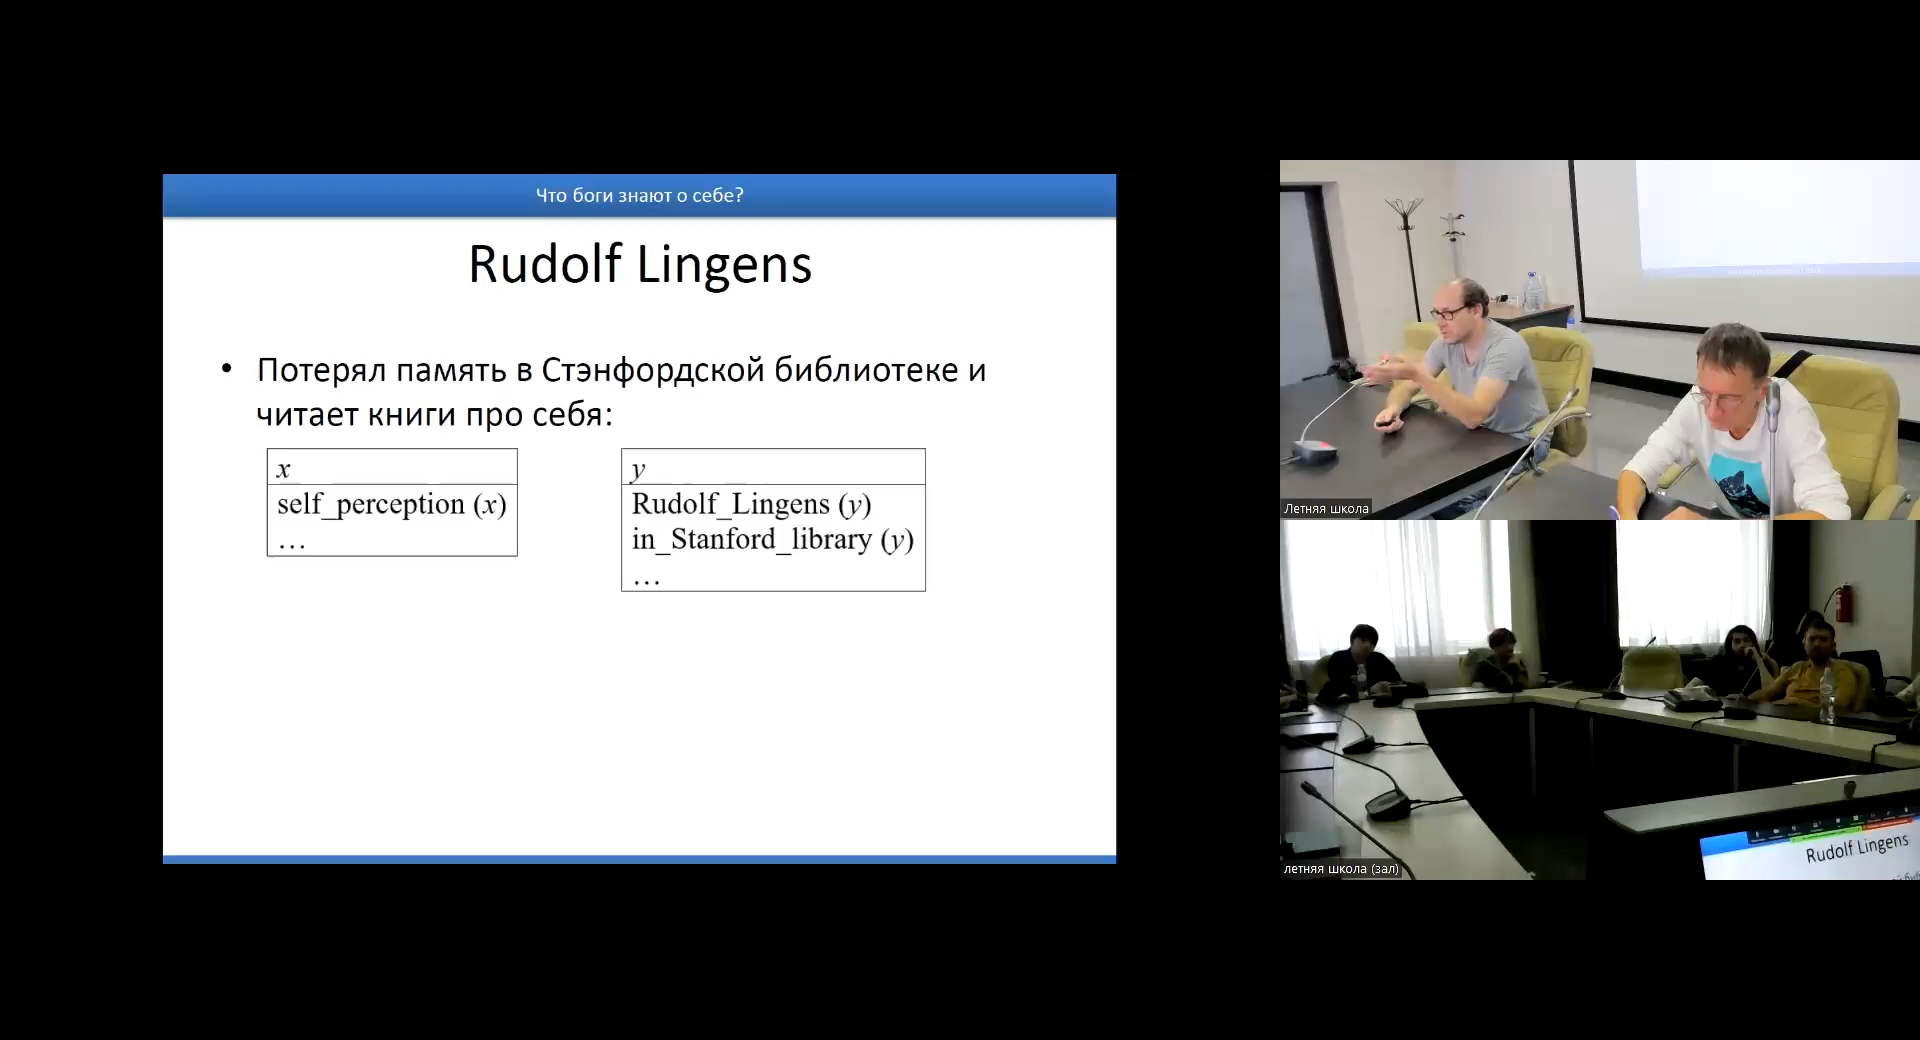 Что боги знают о себе?
Rudolf Lingens
• Потерял память в Стэнфордской библиотеке и
читает книги про себя:
x
self_perception (x)
…
y
Rudolf_Lingens (y)
in_Stanford_library (y)
…
Летняя школа
летняя школа (зал)
Rudolf Lingens